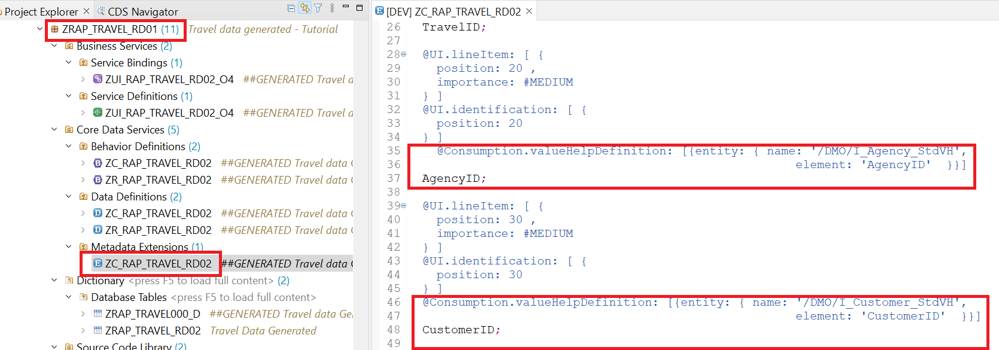 Project Explorer
CDS Navigator
ZRAP_TRAVEL_RD01 (11) Travel data generated - Tutorial
Business Services (2)
Service Bindings (1)
ZUI_RAP_TRAVEL_RD02_O4 ##GENERATED Travel
Service Definitions (1)
ZUI_RAP_TRAVEL_RD02_O4 ##GENERATED Travel
Core Data Services (5)
Behavior Definitions (2)
ZC_RAP_TRAVEL_RD02 ##GENERATED Travel data
ZR_RAP_TRAVEL_RD02 ##GENERATED Travel data
Data Definitions (2)
ZC_RAP_TRAVEL_RD02 ##GENERATED Travel data
ZR_RAP_TRAVEL_RD02 ##GENERATED Travel data
Metadata Extensions (1)
ZC_RAP_TRAVEL_RD02 ##GENERATED Travel data
Dictionary <press F5 to load full content> (2)
Database Tables <press F5 to load full content>
ZRAP_TRAVEL000_D ##GENERATED Travel data Ge
ZRAP_TRAVEL_RD02 Travel Data Generated
Source Code Library (2)
[DEV] ZC_RAP_TRAVEL_RD02
26 TravelID;
27
28 @UI.lineItem: [ {
29 position: 20 ,
30 importance: #MEDIUM
31 } ]
32 @UI.identification: [ {
33 position: 20
34 } ]
35 @Consumption.valueHelpDefinition: [{entity: { name: '/DMO/I_Agency_StdVH',
36 element: 'AgencyID' }}]
37 AgencyID;
38
39 @UI.lineItem: [ {
40 position: 30 ,
41 importance: #MEDIUM
42 } ]
43 @UI.identification: [ {
44 position: 30
45 } ]
46 @Consumption.valueHelpDefinition: [{entity: { name: '/DMO/I_Customer_StdVH',
47 element: 'CustomerID' }}]
48 CustomerID;
49